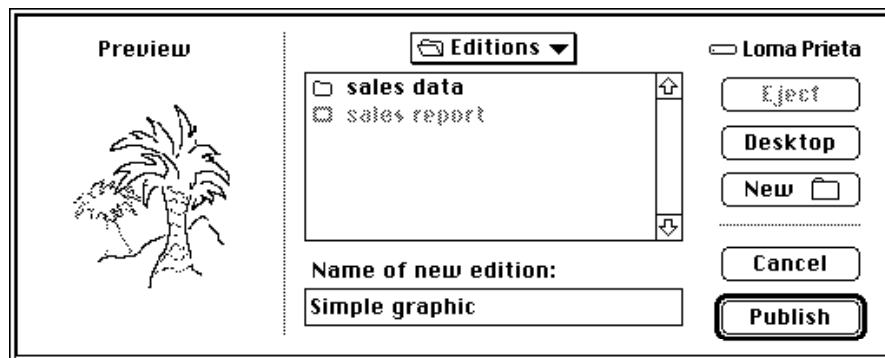 Preview
Editions
sales data
sales report
Name of new edition:
Simple graphic
Loma Prieta
Eject
Desktop
New
Cancel
Publish